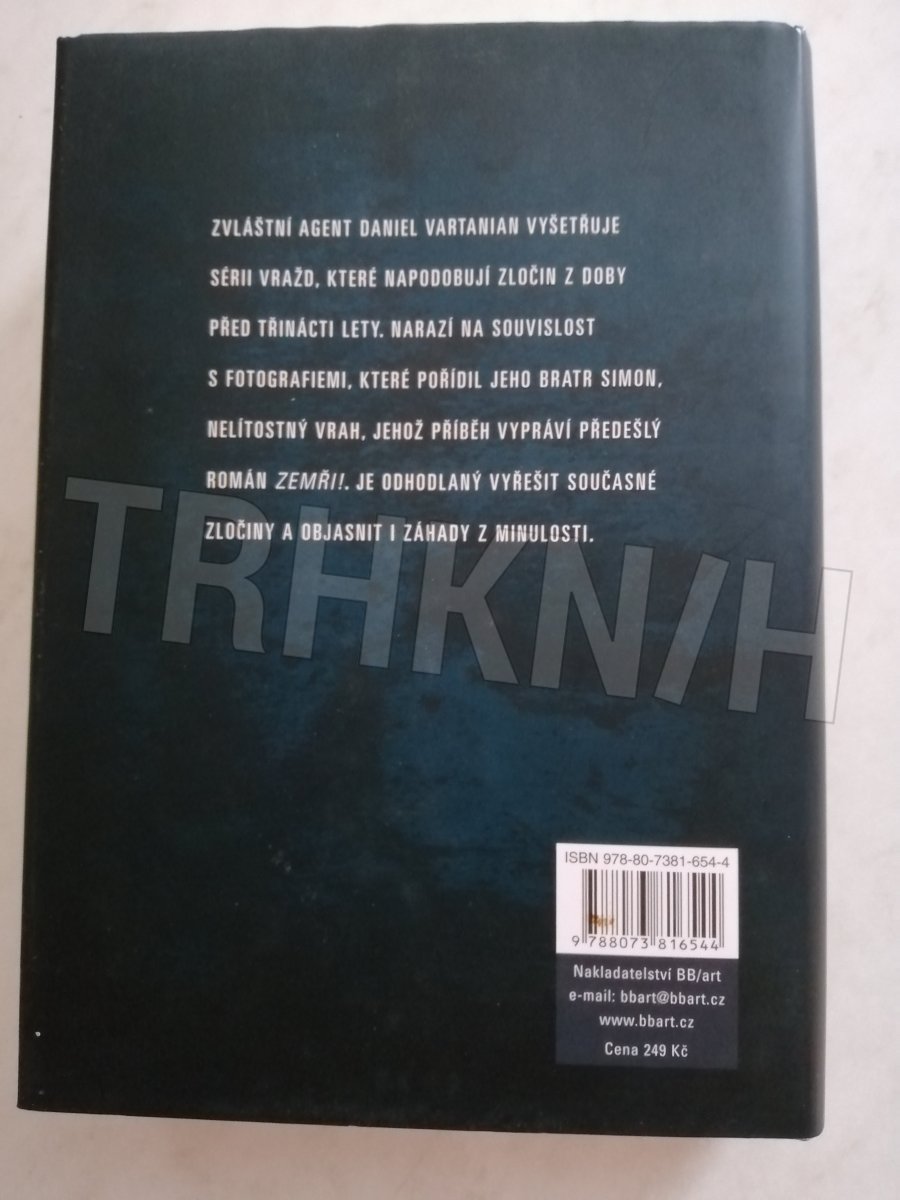 ZVLÁŠTNÍ AGENT DANIEL VARTANIAN VYŠETŘUJE
SÉRII VRAŽD, KTERÉ NAPODOBUJÍ ZLOČIN Z DOBY
PŘED TŘINÁCTI LETY. NARAZÍ NA SOUVISLOST
S FOTOGRAFIEMI, KTERÉ POŘÍDIL JEHO BRATR SIMON,
NELÍTOSTNÝ VRAH, JEHOŽ PŘÍBĚH VYPRÁVÍ PŘEDEŠLÝ
ROMÁN ZEMŘI!. JE ODHODLANÝ VYŘEŠIT SOUČASNÉ
ZLOČINY A OBJASNIT I ZÁHADY Z MINULOSTI.
TRHKN/H
ISBN 978-80-7381-654-4
9 788073 816544
Nakladatelství BB/art
e-mail: bbart@bbart.cz
www.bbart.cz
Cena 249 Kč